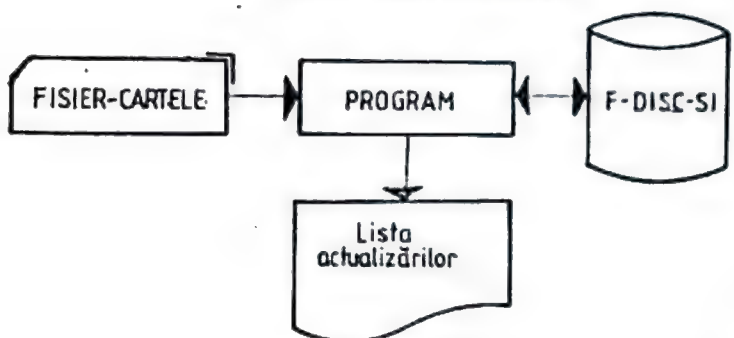 FISIER-CARTELE
PROGRAM
F-DISC-SI
Lista
actualizărilor